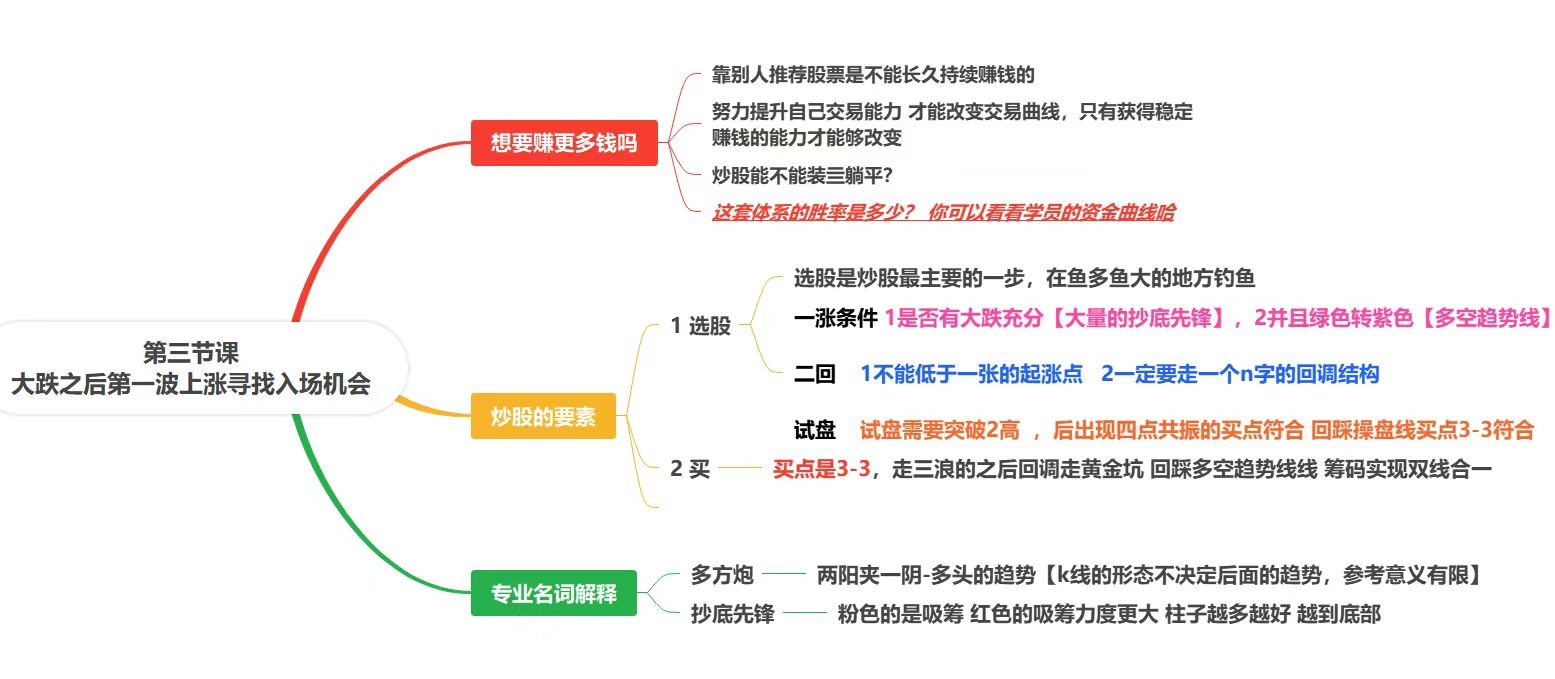 第三节课
大跌之后第一波上涨寻找入场机会
想要赚更多钱吗
靠别人推荐股票是不能长久持续赚钱的
努力提升自己交易能力 才能改变交易曲线，只有获得稳定
赚钱的能力才能够改变
炒股能不能装亖躺平？
这套体系的胜率是多少？ 你可以看看学员的资金曲线哈
炒股的要素
1 选股
选股是炒股最主要的一步，在鱼多鱼大的地方钓鱼
一涨条件 1是否有大跌充分【大量的抄底先锋】，2并且绿色转紫色【多空趋势线】
二回 1不能低于一张的起涨点 2一定要走一个n字的回调结构
试盘 试盘需要突破2高 ，后出现四点共振的买点符合 回踩操盘线买点3-3符合
2 买
买点是3-3，走三浪的之后回调走黄金坑 回踩多空趋势线线 筹码实现双线合一
专业名词解释
多方炮
两阳夹一阴-多头的趋势【k线的形态不决定后面的趋势，参考意义有限】
抄底先锋
粉色的是吸筹 红色的吸筹力度更大 柱子越多越好 越到底部